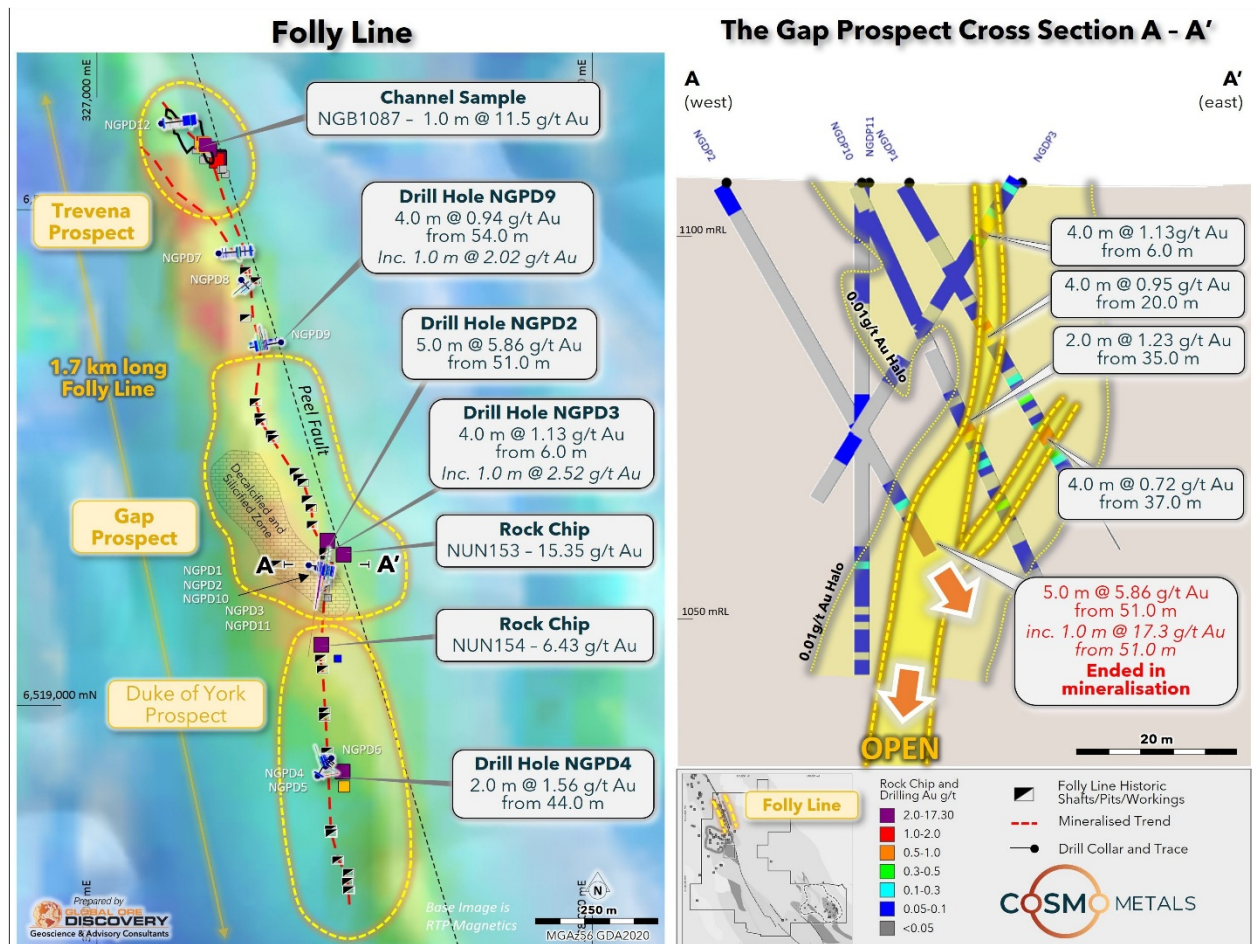 Folly Line
327,000 mE
NGPD12
Channel Sample
NGB1087 – 1.0 m @ 11.5 g/t Au
Trevena
Prospect
Drill Hole NGPD9
4.0 m @ 0.94 g/t Au
from 54.0 m
Inc. 1.0 m @ 2.02 g/t Au
NGPD7
NGPD8
NGPD9
1.7 km long
Folly Line
Peel Fault
Drill Hole NGPD2
5.0 m @ 5.86 g/t Au
from 51.0 m
Drill Hole NGPD3
4.0 m @ 1.13 g/t Au
from 6.0 m
Inc. 1.0 m @ 2.52 g/t Au
Decalcified and
Silicified Zone
Gap
Prospect
Rock Chip
NUN153 – 15.35 g/t Au
A
A'
NGPD1
NGPD2
NGPD10
NGPD3
NGPD11
Rock Chip
NUN154 – 6.43 g/t Au
6,519,000 mN
Duke of York
Prospect
NGPD6
NGPD4
NGPD5
Drill Hole NGPD4
2.0 m @ 1.56 g/t Au
from 44.0 m
Prepared by
GLOBAL ORE
DISCOVERY
Geoscience & Advisory Consultants
Base Image is
RTP Magnetics
N
250 m
MGAz56 GDA2020
The Gap Prospect Cross Section A – A'
A
(west)
A'
(east)
NGDP2
NGDP10
NGDP11
NGDP1
NGDP3
1100 mRL
4.0 m @ 1.13g/t Au
from 6.0 m
4.0 m @ 0.95 g/t Au
from 20.0 m
0.01g/t Au Halo
2.0 m @ 1.23 g/t Au
from 35.0 m
4.0 m @ 0.72 g/t Au
from 37.0 m
1050 mRL
0.01g/t Au Halo
5.0 m @ 5.86 g/t Au
from 51.0 m
inc. 1.0 m @ 17.3 g/t Au
from 51.0 m
Ended in
mineralisation
OPEN
20 m
Folly Line
Rock Chip and
Drilling Au g/t
2.0-17.30
1.0-2.0
0.5-1.0
0.3-0.5
0.1-0.3
0.05-0.1
<0.05
Folly Line Historic
Shafts/Pits/Workings
Mineralised Trend
Drill Collar and Trace
COSMO METALS